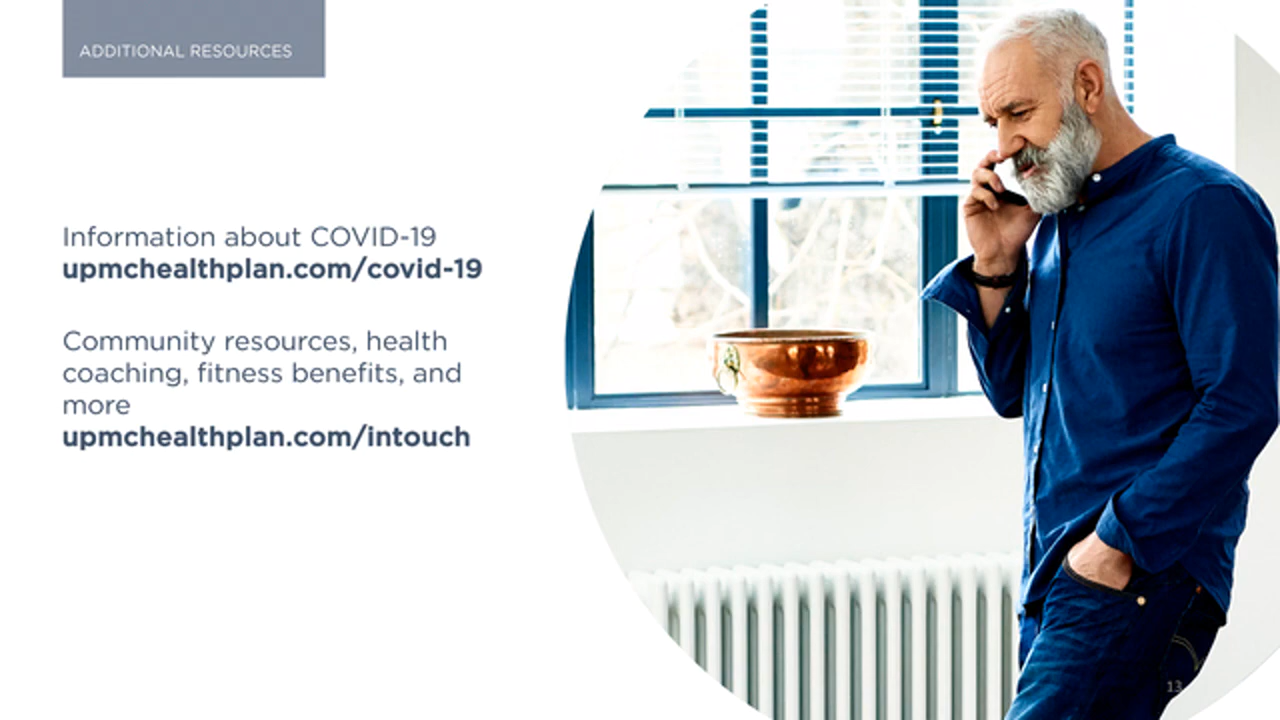 ADDITIONAL RESOURCES
Information about COVID-19
upmchealthplan.com/covid-19
Community resources, health
coaching, fitness benefits, and
more
upmchealthplan.com/intouch
13